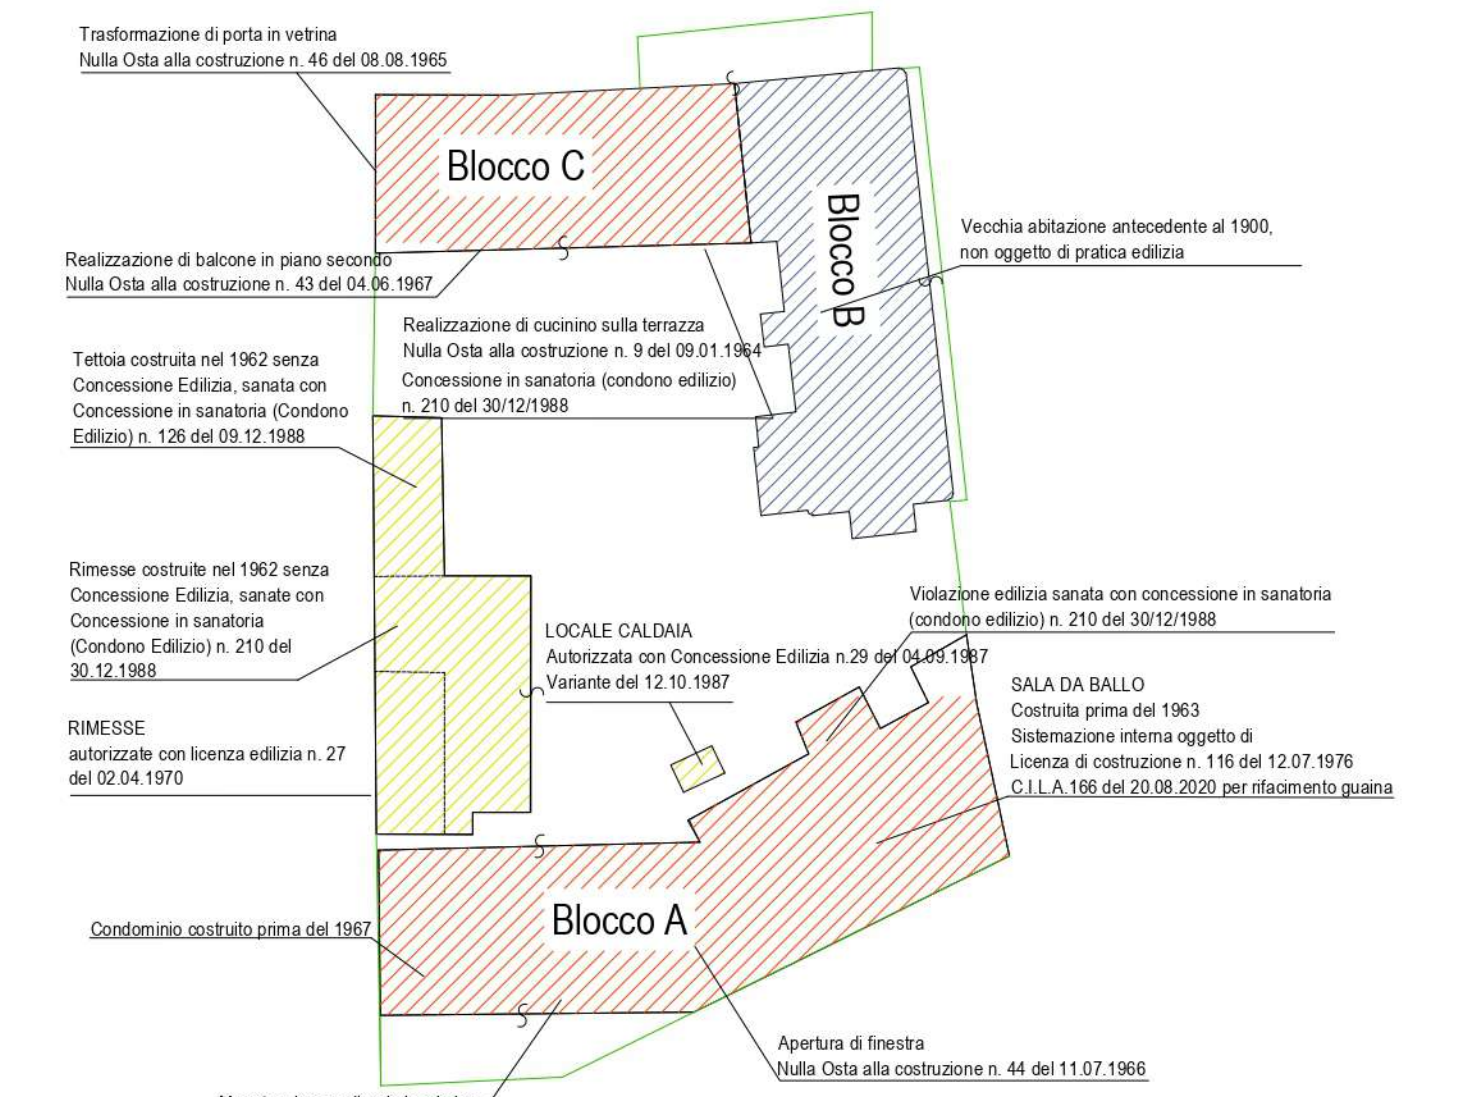 Trasformazione di porta in vetrina
Nulla Osta alla costruzione n. 46 del 08.08.1965
Blocco C
Blocco B
Vecchia abitazione antecedente al 1900,
non oggetto di pratica edilizia
Realizzazione di balcone in piano secondo
Nulla Osta alla costruzione n. 43 del 04.06.1967
Realizzazione di cucinino sulla terrazza
Nulla Osta alla costruzione n. 9 del 09.01.1964
Concessione in sanatoria (condono edilizio)
n. 210 del 30/12/1988
Tettoia costruita nel 1962 senza
Concessione Edilizia, sanata con
Concessione in sanatoria (Condono
Edilizio) n. 126 del 09.12.1988
Rimesse costruite nel 1962 senza
Concessione Edilizia, sanate con
Concessione in sanatoria
(Condono Edilizio) n. 210 del
30.12.1988
Violazione edilizia sanata con concessione in sanatoria
(condono edilizio) n. 210 del 30/12/1988
LOCALE CALDAIA
Autorizzata con Concessione Edilizia n.29 del 04.09.1987
Variante del 12.10.1987
SALA DA BALLO
Costruita prima del 1963
Sistemazione interna oggetto di
Licenza di costruzione n. 116 del 12.07.1976
C.I.L.A.166 del 20.08.2020 per rifacimento guaina
RIMESSE
autorizzate con licenza edilizia n. 27
del 02.04.1970
Blocco A
Condominio costruito prima del 1967
Apertura di finestra
Nulla Osta alla costruzione n. 44 del 11.07.1966